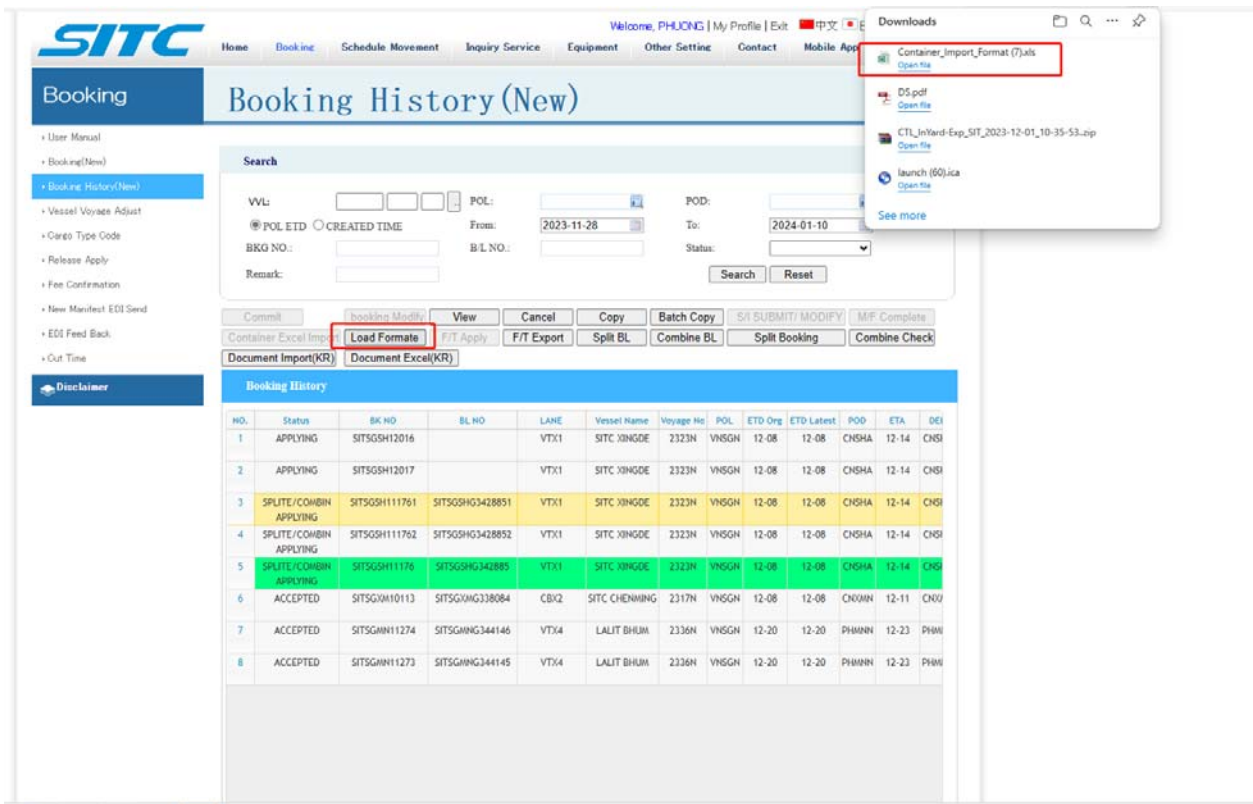 SITC
Welcome, PHUONG | My Profile | Exit 中文
Home Booking Schedule Movement Inquiry Service Equipment Other Setting Contact Mobile App
Downloads
Container_Import_Format (7).xls
Open file
DS.pdf
Open file
CTL_InYard-Exp_SIT_2023-12-01_10-35-53...zip
Open file
launch (60).ica
Open file
See more
Booking
Booking History(New)
User Manual
Booking(New)
Booking History(New)
Vessel Voyage Adjust
Cargo Type Code
Release Apply
Fee Confirmation
New Manifest EDI Send
EDI Feed Back
Cut Time
Disclaimer
Search
VVL: ... POL: POD:
POL ETD CREATED TIME From: 2023-11-28 To: 2024-01-10
BKG NO.: B/L NO.: Status:
Remark: Search Reset
Commit booking Modify View Cancel Copy Batch Copy S/I SUBMIT/ MODIFY M/F Complete
Container Excel Import Load Formate F/T Apply F/T Export Split BL Combine BL Split Booking Combine Check
Document Import(KR) Document Excel(KR)
Booking History
NO. Status BK NO BL NO LANE Vessel Name Voyage No POL ETD Org ETD Latest POD ETA
1 APPLYING SITSGSH12016 VTX1 SITC XINGDE 2323N VNSGN 12-08 12-08 CNSHA 12-14
2 APPLYING SITSGSH12017 VTX1 SITC XINGDE 2323N VNSGN 12-08 12-08 CNSHA 12-14
3 SPLITE/COMBIN APPLYING SITSGSH111761 SITSGSHG3428851 VTX1 SITC XINGDE 2323N VNSGN 12-08 12-08 CNSHA 12-14
4 SPLITE/COMBIN APPLYING SITSGSH111762 SITSGSHG3428852 VTX1 SITC XINGDE 2323N VNSGN 12-08 12-08 CNSHA 12-14
5 SPLITE/COMBIN APPLYING SITSGSH11176 SITSGSHG342885 VTX1 SITC XINGDE 2323N VNSGN 12-08 12-08 CNSHA 12-14
6 ACCEPTED SITSGXM10113 SITSGXMG338084 CBX2 SITC CHENMING 2317N VNSGN 12-08 12-08 CNXMN 12-11
7 ACCEPTED SITSGMN11274 SITSGMNG344146 VTX4 LALIT BHUM 2336N VNSGN 12-20 12-20 PHMNN 12-23
8 ACCEPTED SITSGMN11273 SITSGMNG344145 VTX4 LALIT BHUM 2336N VNSGN 12-20 12-20 PHMNN 12-23